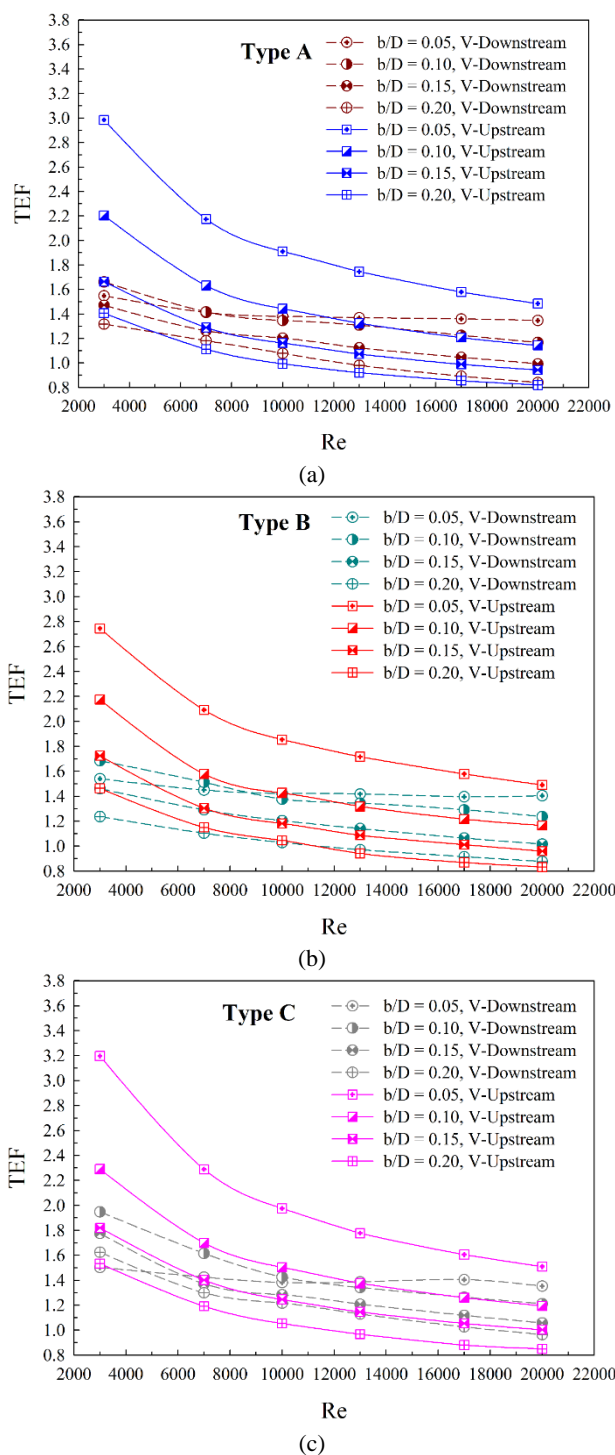 3.8
3.6
3.4
3.2
3.0
2.8
2.6
2.4
2.2
2.0
1.8
1.6
1.4
1.2
1.0
0.8
TEF
Type A
b/D = 0.05, V-Downstream
b/D = 0.10, V-Downstream
b/D = 0.15, V-Downstream
b/D = 0.20, V-Downstream
b/D = 0.05, V-Upstream
b/D = 0.10, V-Upstream
b/D = 0.15, V-Upstream
b/D = 0.20, V-Upstream
2000 4000 6000 8000 10000 12000 14000 16000 18000 20000 22000
Re
(a)
3.8
3.6
3.4
3.2
3.0
2.8
2.6
2.4
2.2
2.0
1.8
1.6
1.4
1.2
1.0
0.8
TEF
Type B
b/D = 0.05, V-Downstream
b/D = 0.10, V-Downstream
b/D = 0.15, V-Downstream
b/D = 0.20, V-Downstream
b/D = 0.05, V-Upstream
b/D = 0.10, V-Upstream
b/D = 0.15, V-Upstream
b/D = 0.20, V-Upstream
2000 4000 6000 8000 10000 12000 14000 16000 18000 20000 22000
Re
(b)
3.8
3.6
3.4
3.2
3.0
2.8
2.6
2.4
2.2
2.0
1.8
1.6
1.4
1.2
1.0
0.8
TEF
Type C
b/D = 0.05, V-Downstream
b/D = 0.10, V-Downstream
b/D = 0.15, V-Downstream
b/D = 0.20, V-Downstream
b/D = 0.05, V-Upstream
b/D = 0.10, V-Upstream
b/D = 0.15, V-Upstream
b/D = 0.20, V-Upstream
2000 4000 6000 8000 10000 12000 14000 16000 18000 20000 22000
Re
(c)